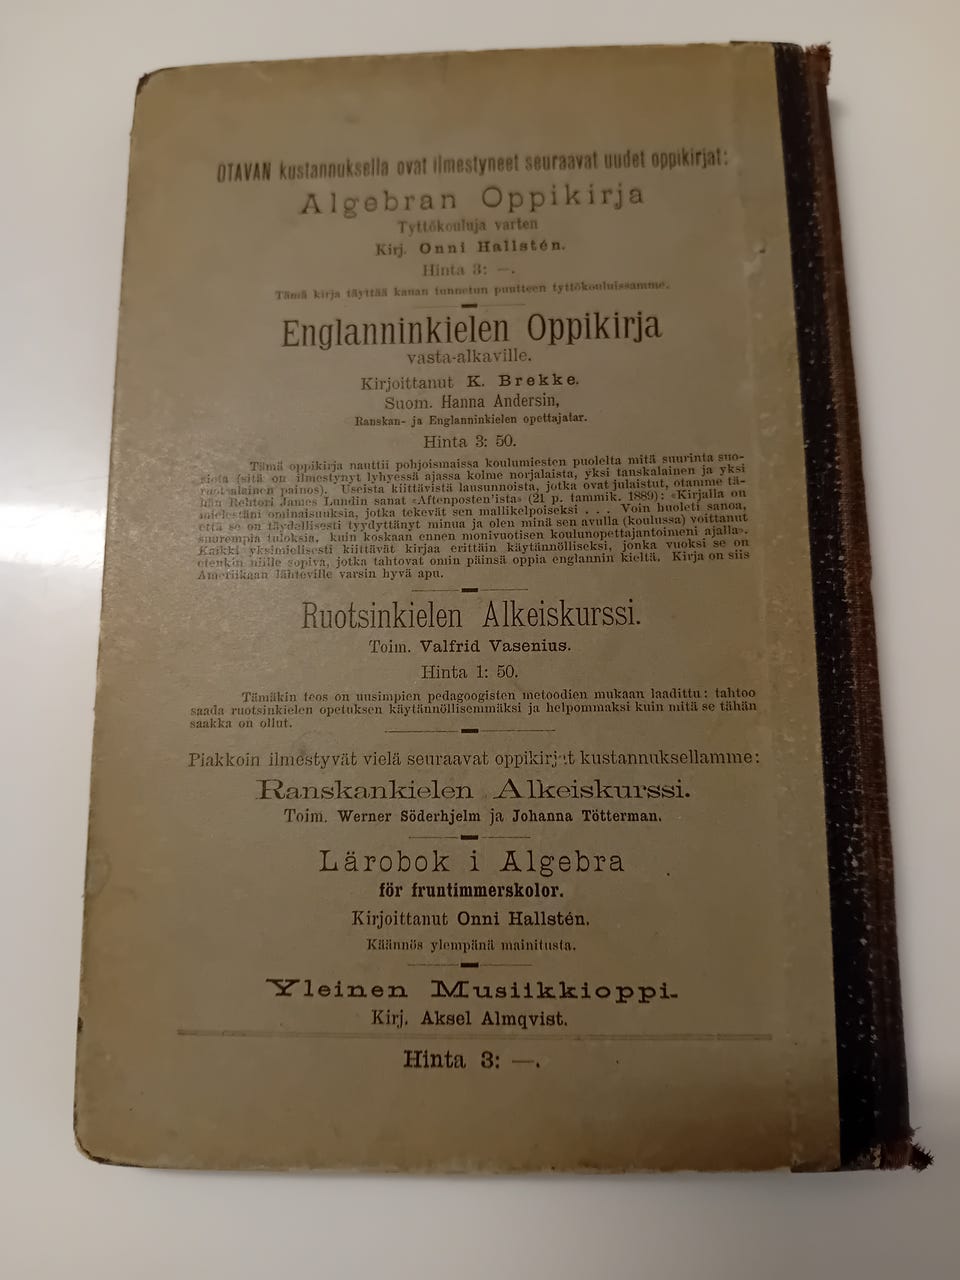 OTAVAN kustannuksella ovat ilmestyneet seuraavat uudet oppikirjat:
Algebran Oppikirja
Tyttökouluja varten
Kirj. Onni Hallstén.
Hinta 3: —.
Tämä kirja täyttää kauan tunnetun puutteen tyttökouluissamme.
Englanninkielen Oppikirja
vasta-alkaville.
Kirjoittanut K. Brekke.
Suom. Hanna Andersin,
Ranskan- ja Englanninkielen opettajatar.
Hinta 3: 50.
Tämä oppikirja nauttii pohjoismaissa koulumiesten puolelta mitä suurinta suo-
siota (sitä on ilmestynyt lyhyessä ajassa kolme norjalaista, yksi tanskalainen ja yksi
ruotsalainen painos). Useista kiittävistä lausunnoista, jotka ovat julaistut, otamme tä-
hän Rehtori James Lundin sanat «Aftenposten'ista» (21 p. tammik. 1889): «Kirjalla on
mielestäni ominaisuuksia, jotka tekevät sen mallikelpoiseksi . . . Voin huoleti sanoa,
että se on täydellisesti tyydyttänyt minua ja olen minä sen avulla (koulussa) voittanut
suurempia tuloksia, kuin koskaan ennen monivuotisen koulunopettajantoimeni ajalla».
Kaikki yksimielisesti kiittävät kirjaa erittäin käytännölliseksi, jonka vuoksi se on
etenkin niille sopiva, jotka tahtovat omin päinsä oppia englannin kieltä. Kirja on siis
Ameriikaan lähteville varsin hyvä apu.
Ruotsinkielen Alkeiskurssi.
Toim. Valfrid Vasenius.
Hinta 1: 50.
Tämäkin teos on uusimpien pedagoogisten metoodien mukaan laadittu: tahtoo
saada ruotsinkielen opetuksen käytännöllisemmäksi ja helpommaksi kuin mitä se tähän
saakka on ollut.
Piakkoin ilmestyvät vielä seuraavat oppikirjat kustannuksellamme:
Ranskankielen Alkeiskurssi.
Toim. Werner Söderhjelm ja Johanna Tötterman.
Lärobok i Algebra
för fruntimmerskolor.
Kirjoittanut Onni Hallstén.
Käännös ylempänä mainitusta.
Yleinen Musiikkioppi.
Kirj. Aksel Almqvist.
Hinta 3: —.